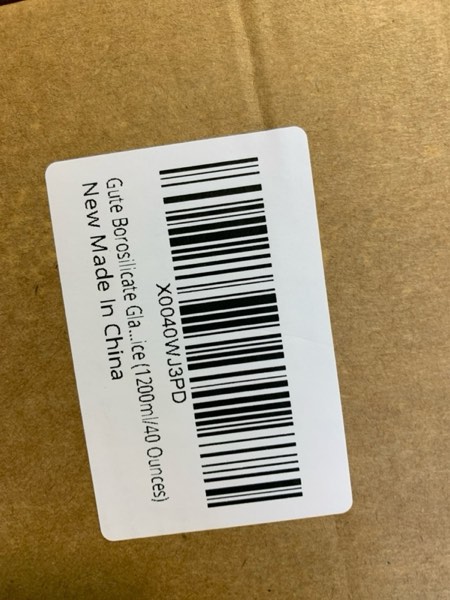 X0040WJ3PD
Gute Borosilicate Gla...ice (1200ml/40 Ounces)
New Made In China